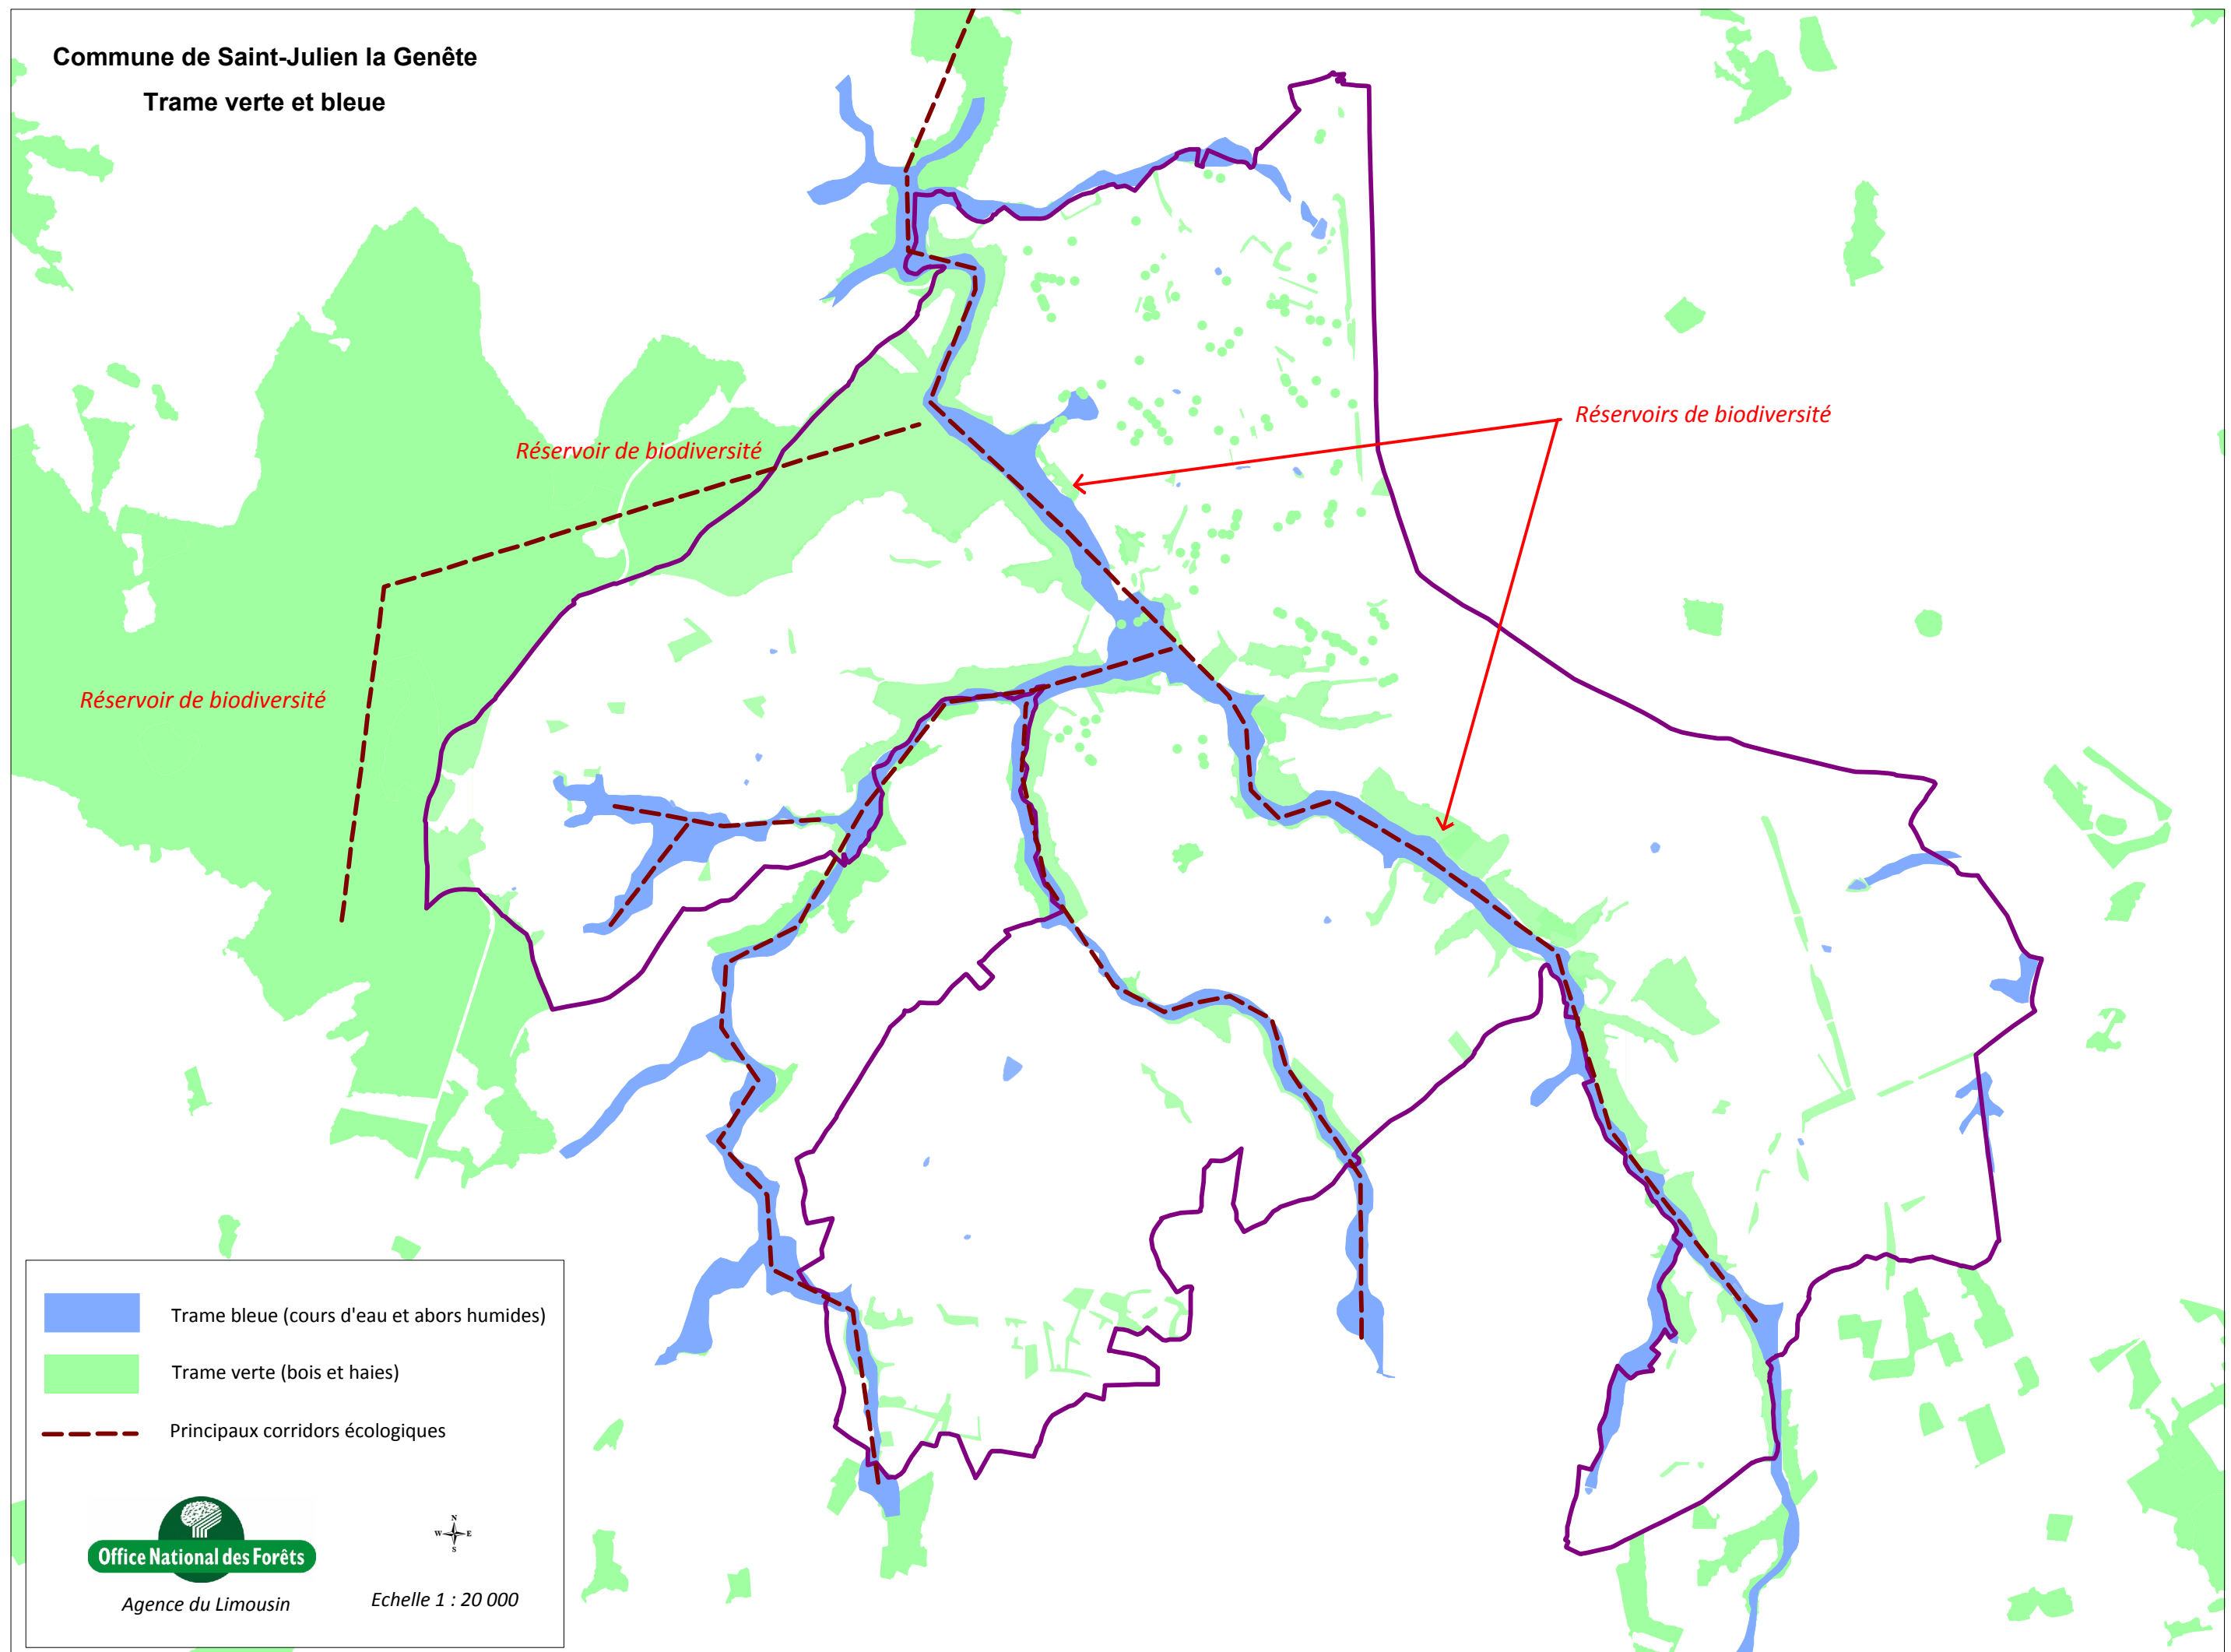 Commune de Saint-Julien la Genête
Trame verte et bleue
Réservoirs de biodiversité
Réservoir de biodiversité
Réservoir de biodiversité
Trame bleue (cours d'eau et abors humides)
Trame verte (bois et haies)
Principaux corridors écologiques
Office National des Forêts
Agence du Limousin
N
W E
S
Echelle 1 : 20 000